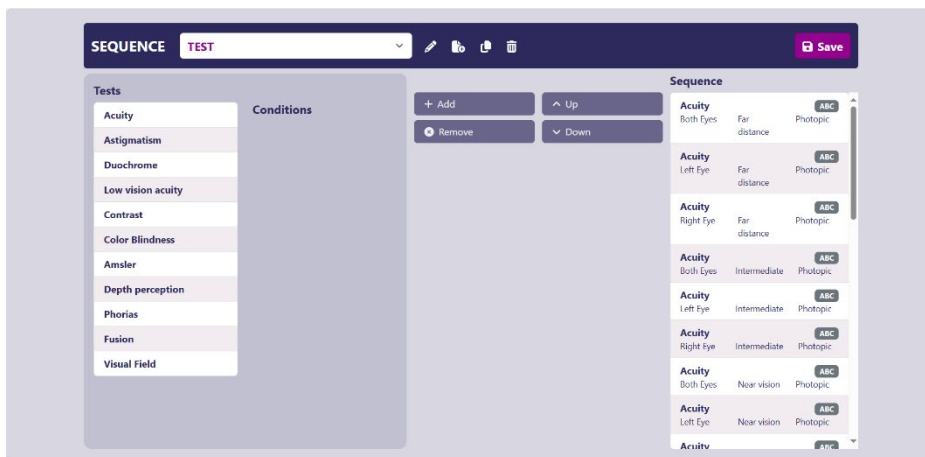 SEQUENCE TEST Save
Tests
Acuity
Astigmatism
Duochrome
Low vision acuity
Contrast
Color Blindness
Amsler
Depth perception
Phorias
Fusion
Visual Field
Conditions
+ Add Up
Remove Down
Sequence
Acuity ABC
Both Eyes Far distance Photopic
Acuity ABC
Left Eye Far distance Photopic
Acuity ABC
Right Eye Far distance Photopic
Acuity ABC
Both Eyes Intermediate Photopic
Acuity ABC
Left Eye Intermediate Photopic
Acuity ABC
Right Eye Intermediate Photopic
Acuity ABC
Both Eyes Near vision Photopic
Acuity ABC
Left Eye Near vision Photopic
Acuity ABC